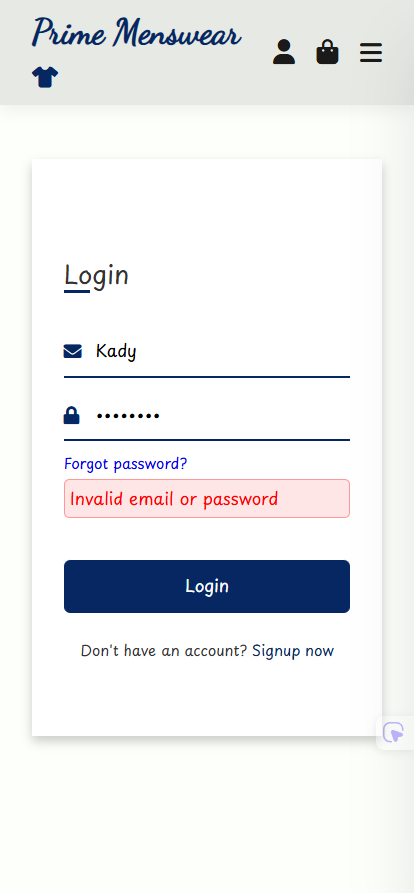 Prime Menswear
Login
Kady
••••••••
Forgot password?
Invalid email or password
Login
Don't have an account? Signup now